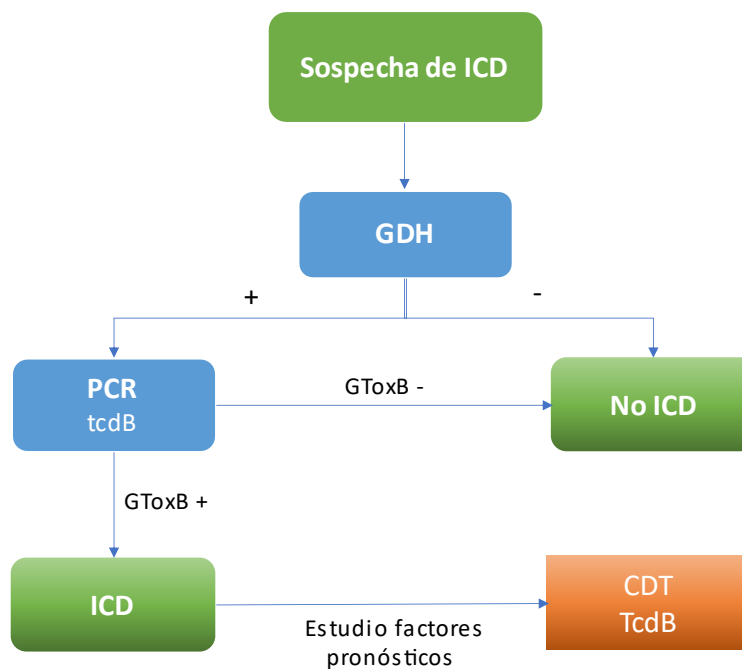 Sospecha de ICD
GDH
+
-
PCR
tcdB
GToxB -
No ICD
GToxB +
ICD
Estudio factores
pronósticos
CDT
TcdB